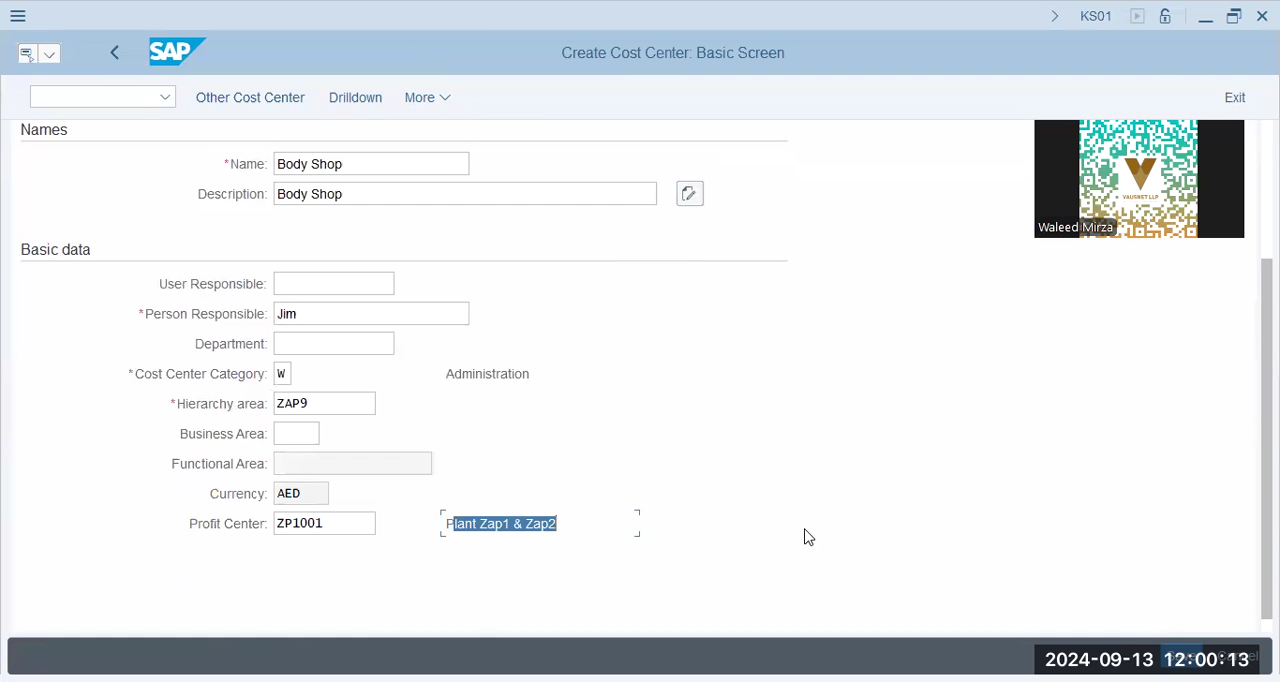 KS01
SAP
Create Cost Center: Basic Screen
Other Cost Center
Drilldown
More
Exit
Names
*Name: Body Shop
Description: Body Shop
VAUSNET LLP
Waleed Mirza
Basic data
User Responsible:
*Person Responsible: Jim
Department:
*Cost Center Category: W Administration
*Hierarchy area: ZAP9
Business Area:
Functional Area:
Currency: AED
Profit Center: ZP1001 Plant Zap1 & Zap2
2024-09-13 12:00:13